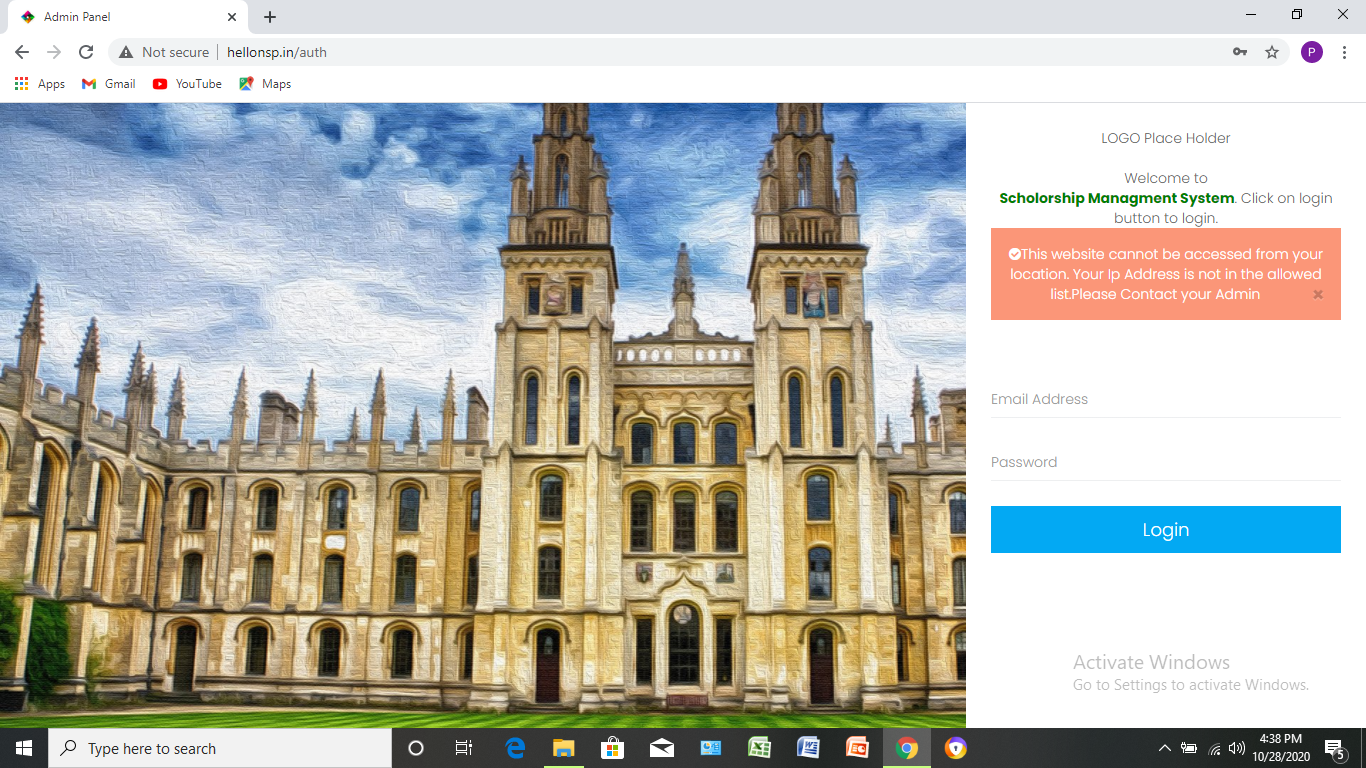 Admin Panel
Not secure
hellonsp.in/auth
P
Apps
Gmail
YouTube
Maps
LOGO Place Holder
Welcome to
Scholorship Managment System. Click on login
button to login.
This website cannot be accessed from your
location. Your Ip Address is not in the allowed
list.Please Contact your Admin
Email Address
Password
Login
Activate Windows
Go to Settings to activate Windows.
Type here to search
4:38 PM
10/28/2020
5